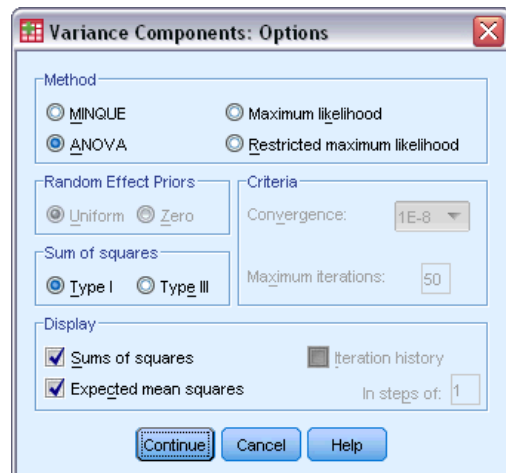 Variance Components: Options
Method
MINQUE
Maximum likelihood
ANOVA
Restricted maximum likelihood
Random Effect Priors
Uniform
Zero
Criteria
Convergence:
1E-8
Maximum iterations:
50
Sum of squares
Type I
Type III
Display
Sums of squares
Iteration history
Expected mean squares
In steps of:
1
Continue
Cancel
Help